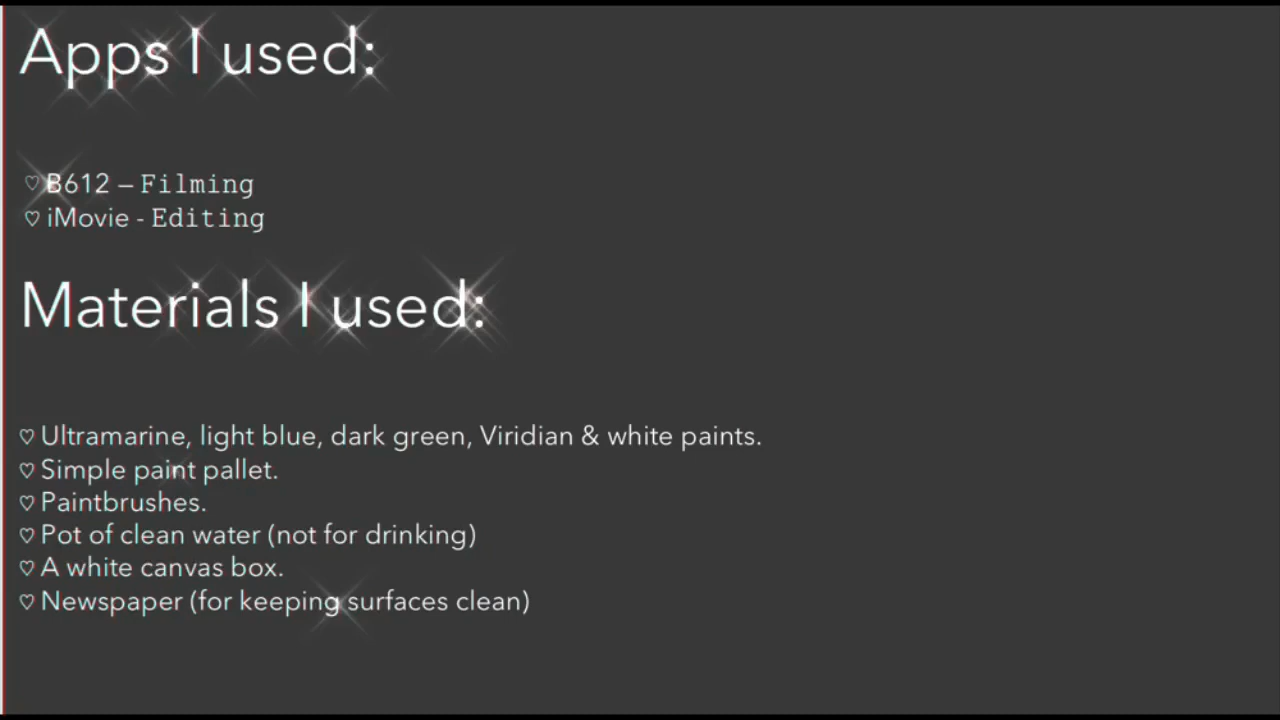 Apps I used:
♡ B612 – Filming
♡ iMovie - Editing
Materials I used:
♡ Ultramarine, light blue, dark green, Viridian & white paints.
♡ Simple paint pallet.
♡ Paintbrushes.
♡ Pot of clean water (not for drinking)
♡ A white canvas box.
♡ Newspaper (for keeping surfaces clean)